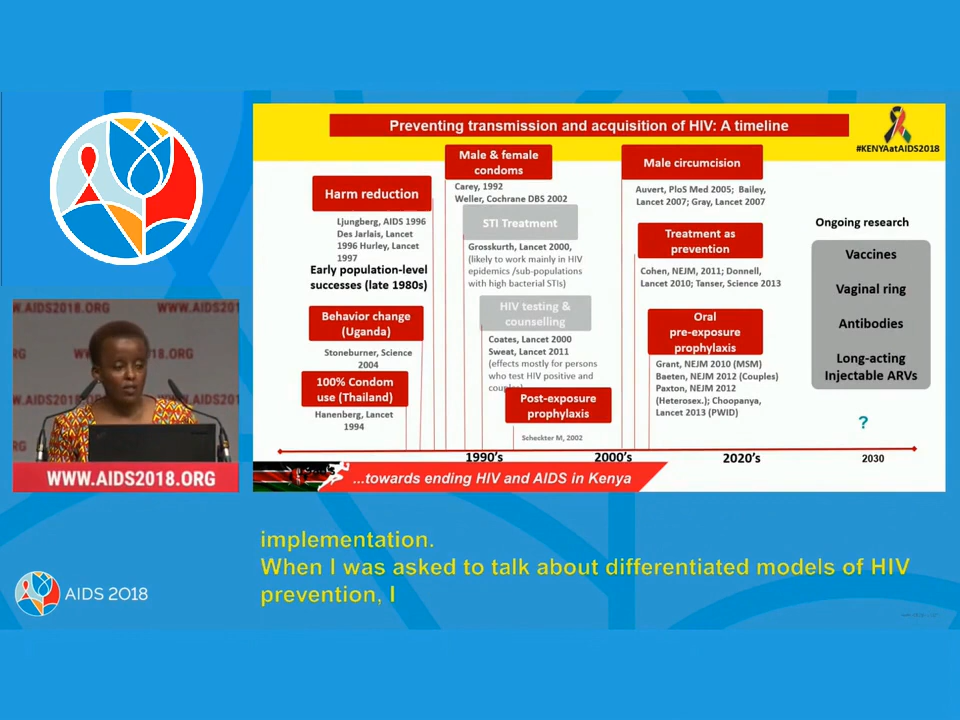 Preventing transmission and acquisition of HIV: A timeline
#KENYAatAIDS2018
Male & female
condoms
Carey, 1992
Weller, Cochrane DBS 2002
Male circumcision
Auvert, PloS Med 2005; Bailey,
Lancet 2007; Gray, Lancet 2007
Harm reduction
Ljungberg, AIDS 1996
Des Jarlais, Lancet
1996 Hurley, Lancet
1997
STI Treatment
Grosskurth, Lancet 2000,
(likely to work mainly in HIV
epidemics /sub-populations
with high bacterial STIs)
Treatment as
prevention
Cohen, NEJM, 2011; Donnell,
Lancet 2010; Tanser, Science 2013
Ongoing research
Vaccines
Vaginal ring
Antibodies
Long-acting
Injectable ARVs
Early population-level
successes (late 1980s)
Behavior change
(Uganda)
Stoneburner, Science
2004
100% Condom
use (Thailand)
Hanenberg, Lancet
1994
HIV testing &
counselling
Coates, Lancet 2000
Sweat, Lancet 2011
(effects mostly for persons
who test HIV positive and
Post-exposure
prophylaxis
Scheckter M, 2002
Oral
pre-exposure
prophylaxis
Grant, NEJM 2010 (MSM)
Baeten, NEJM 2012 (Couples)
Paxton, NEJM 2012
(Heterosex.); Choopanya,
Lancet 2013 (PWID)
?
1990's
2000's
2020's
2030
...towards ending HIV and AIDS in Kenya
W.AIDS2018.ORG
WW
18.ORG
WWW.AIDS2018.ORG
implementation.
When I was asked to talk about differentiated models of HIV
prevention, I
AIDS 2018